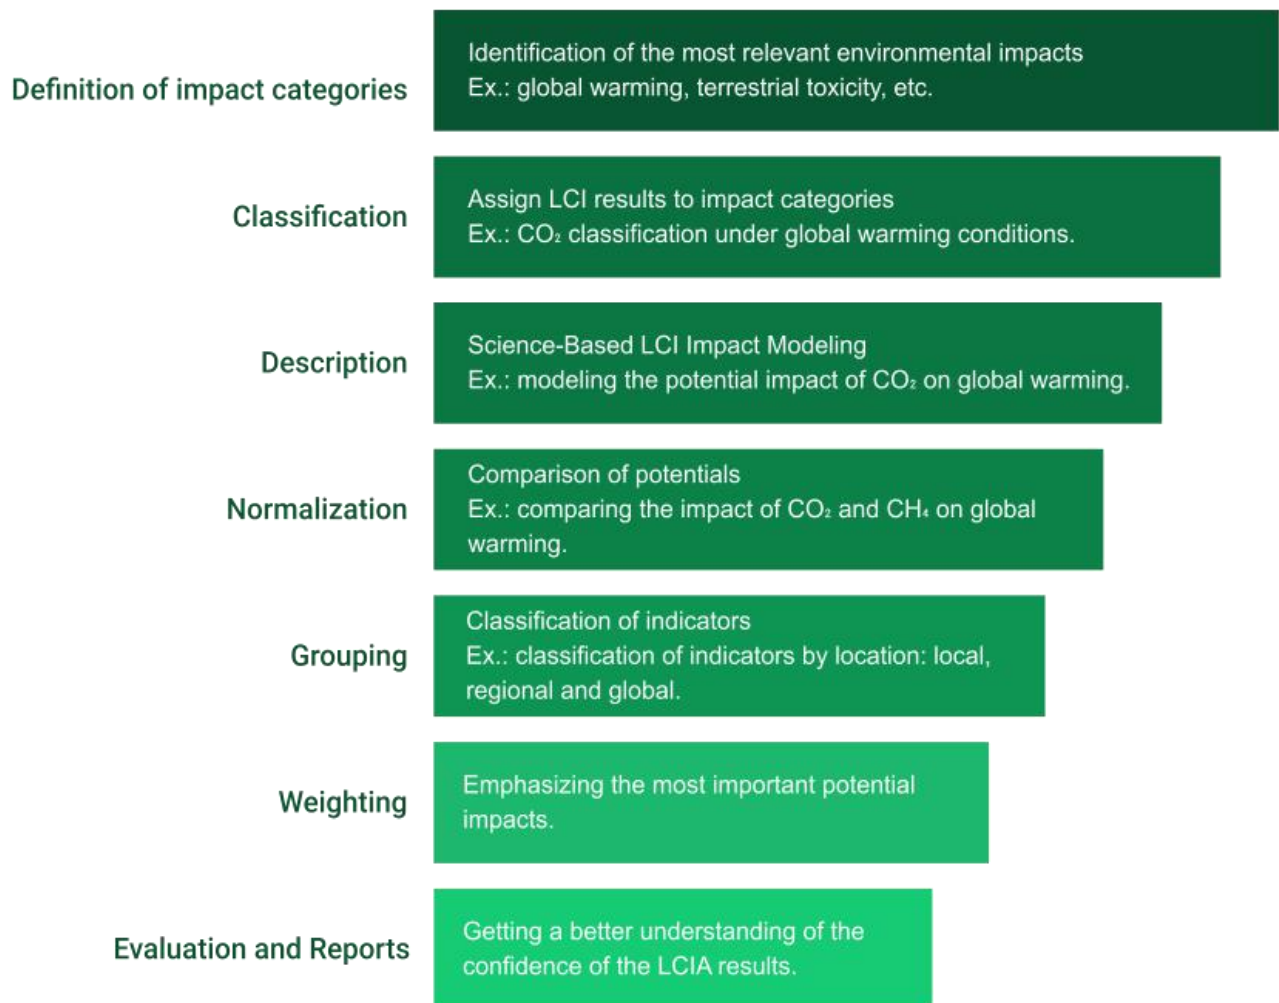 Definition of impact categories
Identification of the most relevant environmental impacts
Ex.: global warming, terrestrial toxicity, etc.
Classification
Assign LCI results to impact categories
Ex.: CO₂ classification under global warming conditions.
Description
Science-Based LCI Impact Modeling
Ex.: modeling the potential impact of CO₂ on global warming.
Normalization
Comparison of potentials
Ex.: comparing the impact of CO₂ and CH₄ on global
warming.
Grouping
Classification of indicators
Ex.: classification of indicators by location: local,
regional and global.
Weighting
Emphasizing the most important potential
impacts.
Evaluation and Reports
Getting a better understanding of the
confidence of the LCIA results.